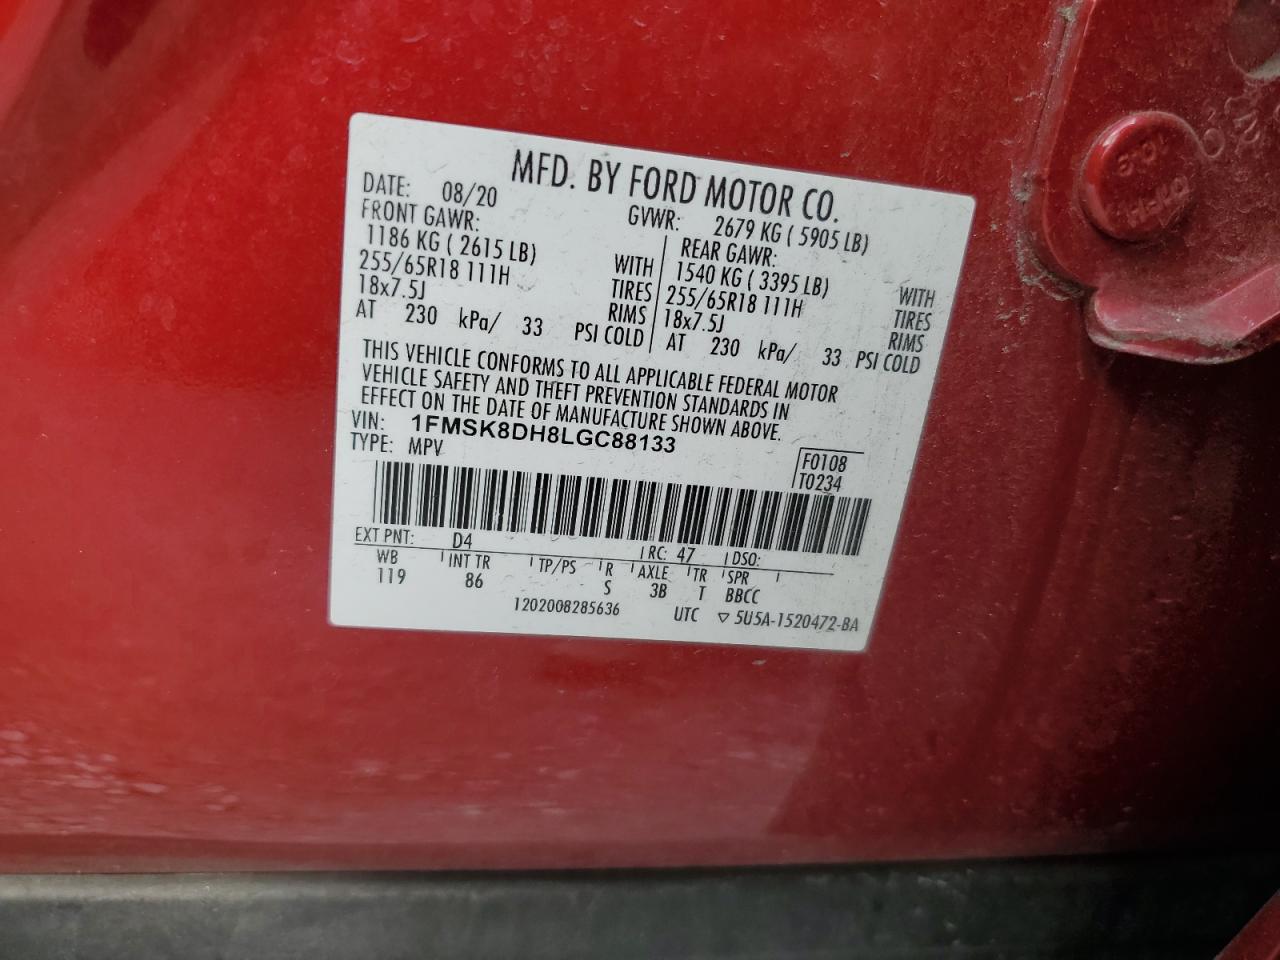 MFD. BY FORD MOTOR CO.
DATE: 08/20 GVWR: 2679 KG ( 5905 LB)
FRONT GAWR: REAR GAWR:
1186 KG ( 2615 LB) WITH 1540 KG ( 3395 LB) WITH
255/65R18 111H TIRES 255/65R18 111H TIRES
18x7.5J RIMS 18x7.5J RIMS
AT 230 kPa/ 33 PSI COLD AT 230 kPa/ 33 PSI COLD
THIS VEHICLE CONFORMS TO ALL APPLICABLE FEDERAL MOTOR
VEHICLE SAFETY AND THEFT PREVENTION STANDARDS IN
EFFECT ON THE DATE OF MANUFACTURE SHOWN ABOVE.
VIN: 1FMSK8DH8LGC88133
TYPE: MPV
F0108
T0234
EXT PNT: D4 RC: 47 DSO:
WB INT TR TP/PS R AXLE TR SPR
119 86 S 3B T BBCC
1202008285636 UTC ▽ 5U5A-1520472-BA